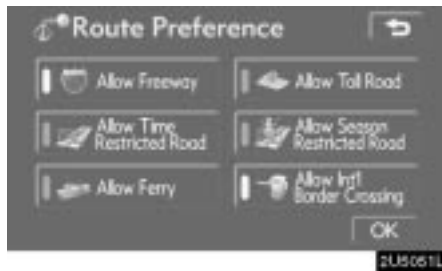 Route Preference
Allow Freeway
Allow Toll Road
Allow Time
Restricted Road
Allow Season
Restricted Road
Allow Ferry
Allow Int'l
Border Crossing
OK
2U5051L